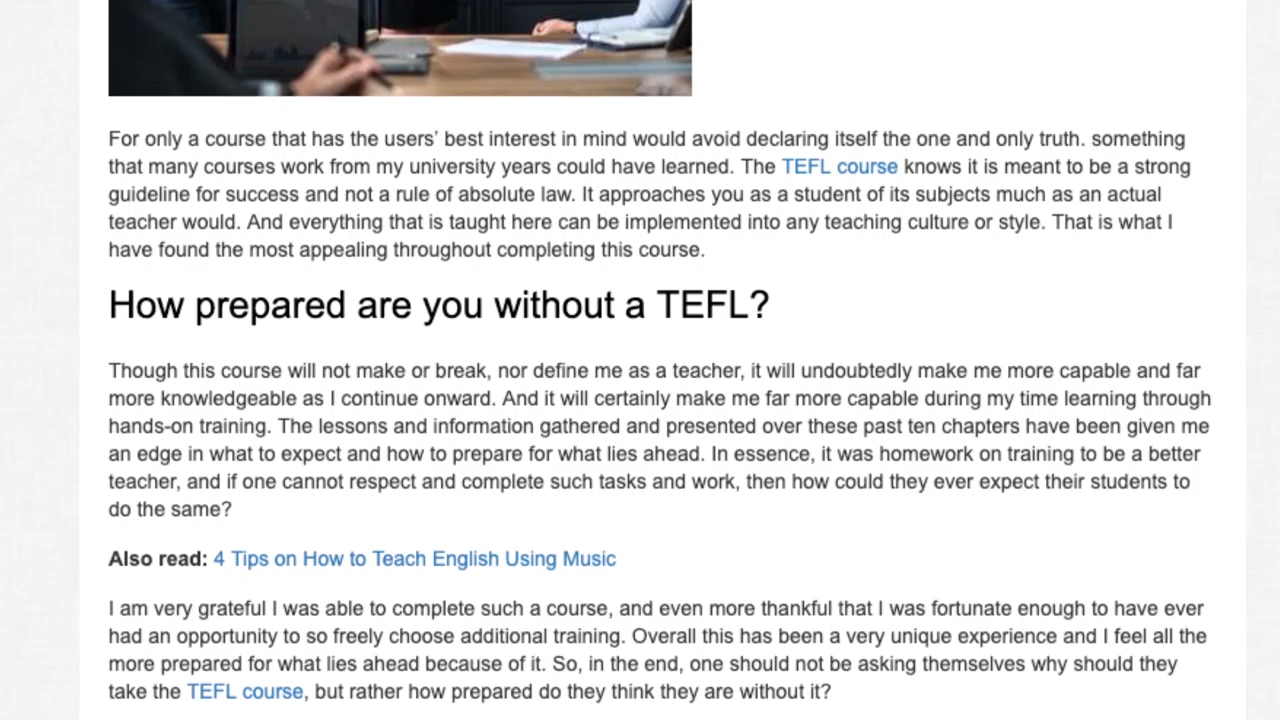 For only a course that has the users’ best interest in mind would avoid declaring itself the one and only truth. something
that many courses work from my university years could have learned. The TEFL course knows it is meant to be a strong
guideline for success and not a rule of absolute law. It approaches you as a student of its subjects much as an actual
teacher would. And everything that is taught here can be implemented into any teaching culture or style. That is what I
have found the most appealing throughout completing this course.
How prepared are you without a TEFL?
Though this course will not make or break, nor define me as a teacher, it will undoubtedly make me more capable and far
more knowledgeable as I continue onward. And it will certainly make me far more capable during my time learning through
hands-on training. The lessons and information gathered and presented over these past ten chapters have been given me
an edge in what to expect and how to prepare for what lies ahead. In essence, it was homework on training to be a better
teacher, and if one cannot respect and complete such tasks and work, then how could they ever expect their students to
do the same?
Also read: 4 Tips on How to Teach English Using Music
I am very grateful I was able to complete such a course, and even more thankful that I was fortunate enough to have ever
had an opportunity to so freely choose additional training. Overall this has been a very unique experience and I feel all the
more prepared for what lies ahead because of it. So, in the end, one should not be asking themselves why should they
take the TEFL course, but rather how prepared do they think they are without it?